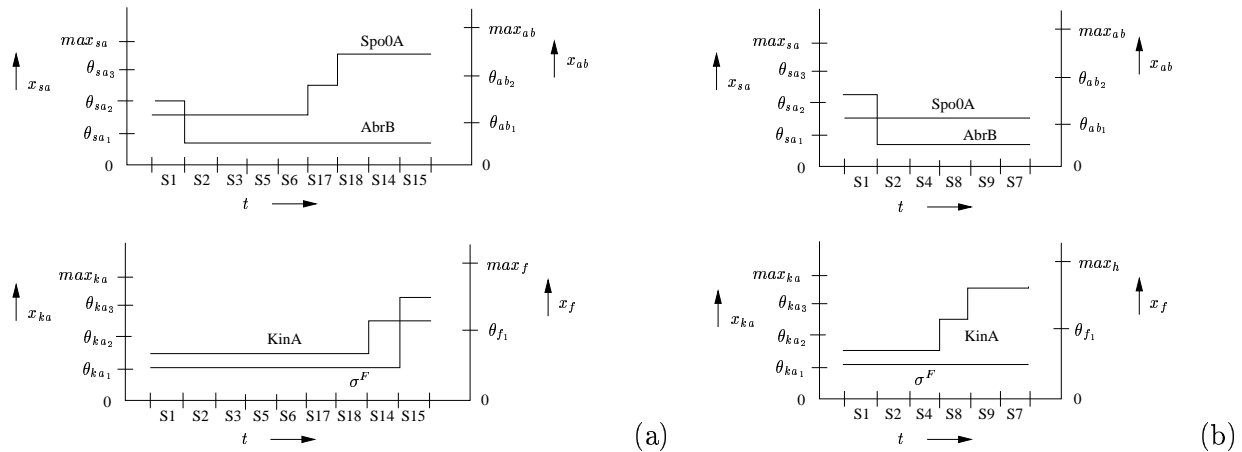 max_sa
θ_sa3
θ_sa2
θ_sa1
0
x_sa
Spo0A
AbrB
max_ab
θ_ab2
θ_ab1
0
x_ab
S1 S2 S3 S5 S6 S17 S18 S14 S15
t
max_ka
θ_ka3
θ_ka2
θ_ka1
0
x_ka
KinA
σ^F
max_f
θ_f1
0
x_f
S1 S2 S3 S5 S6 S17 S18 S14 S15
t
(a)
max_sa
θ_sa3
θ_sa2
θ_sa1
0
x_sa
Spo0A
AbrB
max_ab
θ_ab2
θ_ab1
0
x_ab
S1 S2 S4 S8 S9 S7
t
max_ka
θ_ka3
θ_ka2
θ_ka1
0
x_ka
KinA
σ^F
max_h
θ_f1
0
x_f
S1 S2 S4 S8 S9 S7
t
(b)